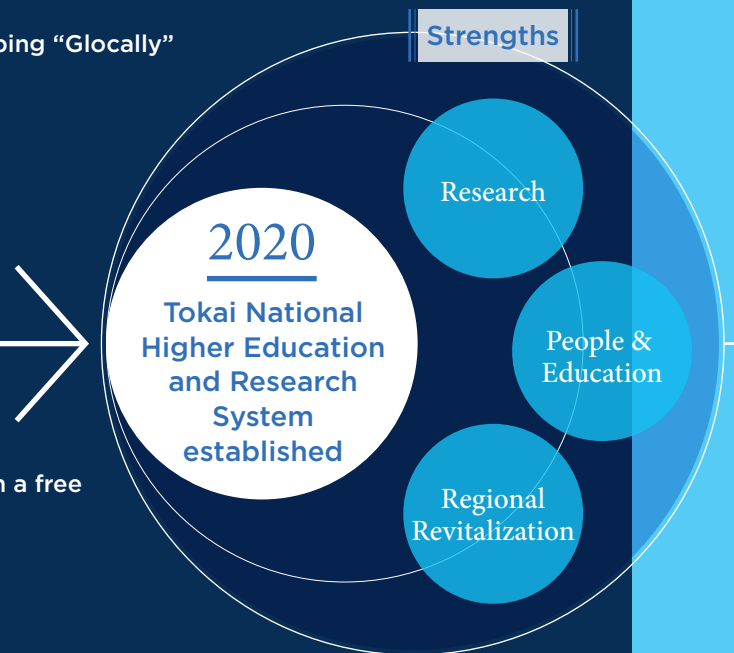 ping “Glocally”
Strengths
Research
2020
Tokai National
Higher Education
and Research
System
established
People &
Education
n a free
Regional
Revitalization